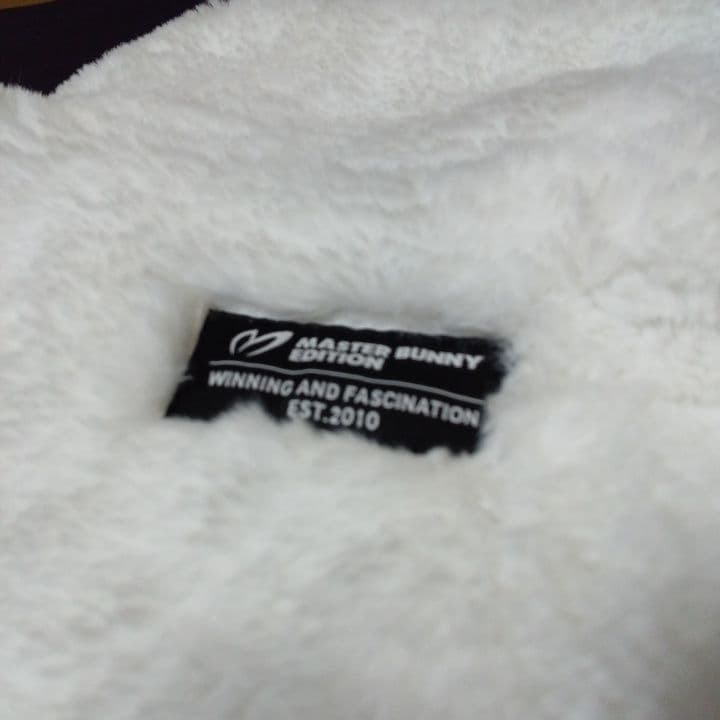 MASTER BUNNY
EDITION
WINNING AND FASCINATION
EST.2010